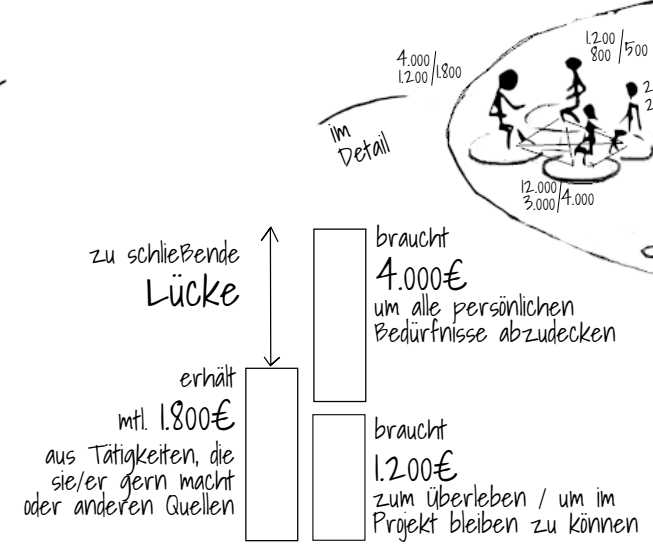 4.000
1.200/1.800
1.200
800/500
2
2
12.000
3.000/4.000
im
Detail
zu schließende
Lücke
braucht
4.000€
um alle persönlichen
Bedürfnisse abzudecken
erhält
mtl. 1.800€
aus Tätigkeiten, die
sie/er gern macht
oder anderen Quellen
braucht
1.200€
zum Überleben / um im
Projekt bleiben zu können